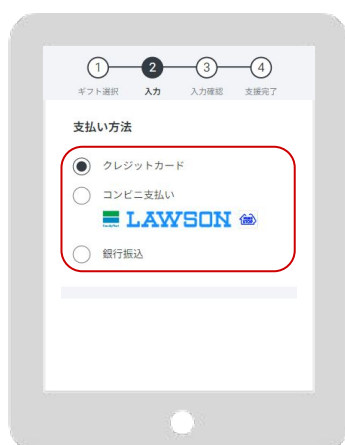 1 2 3 4
ギフト選択 入力 入力確認 支援完了
支払い方法
クレジットカード
コンビニ支払い
FamilyMart LAWSON
銀行振込